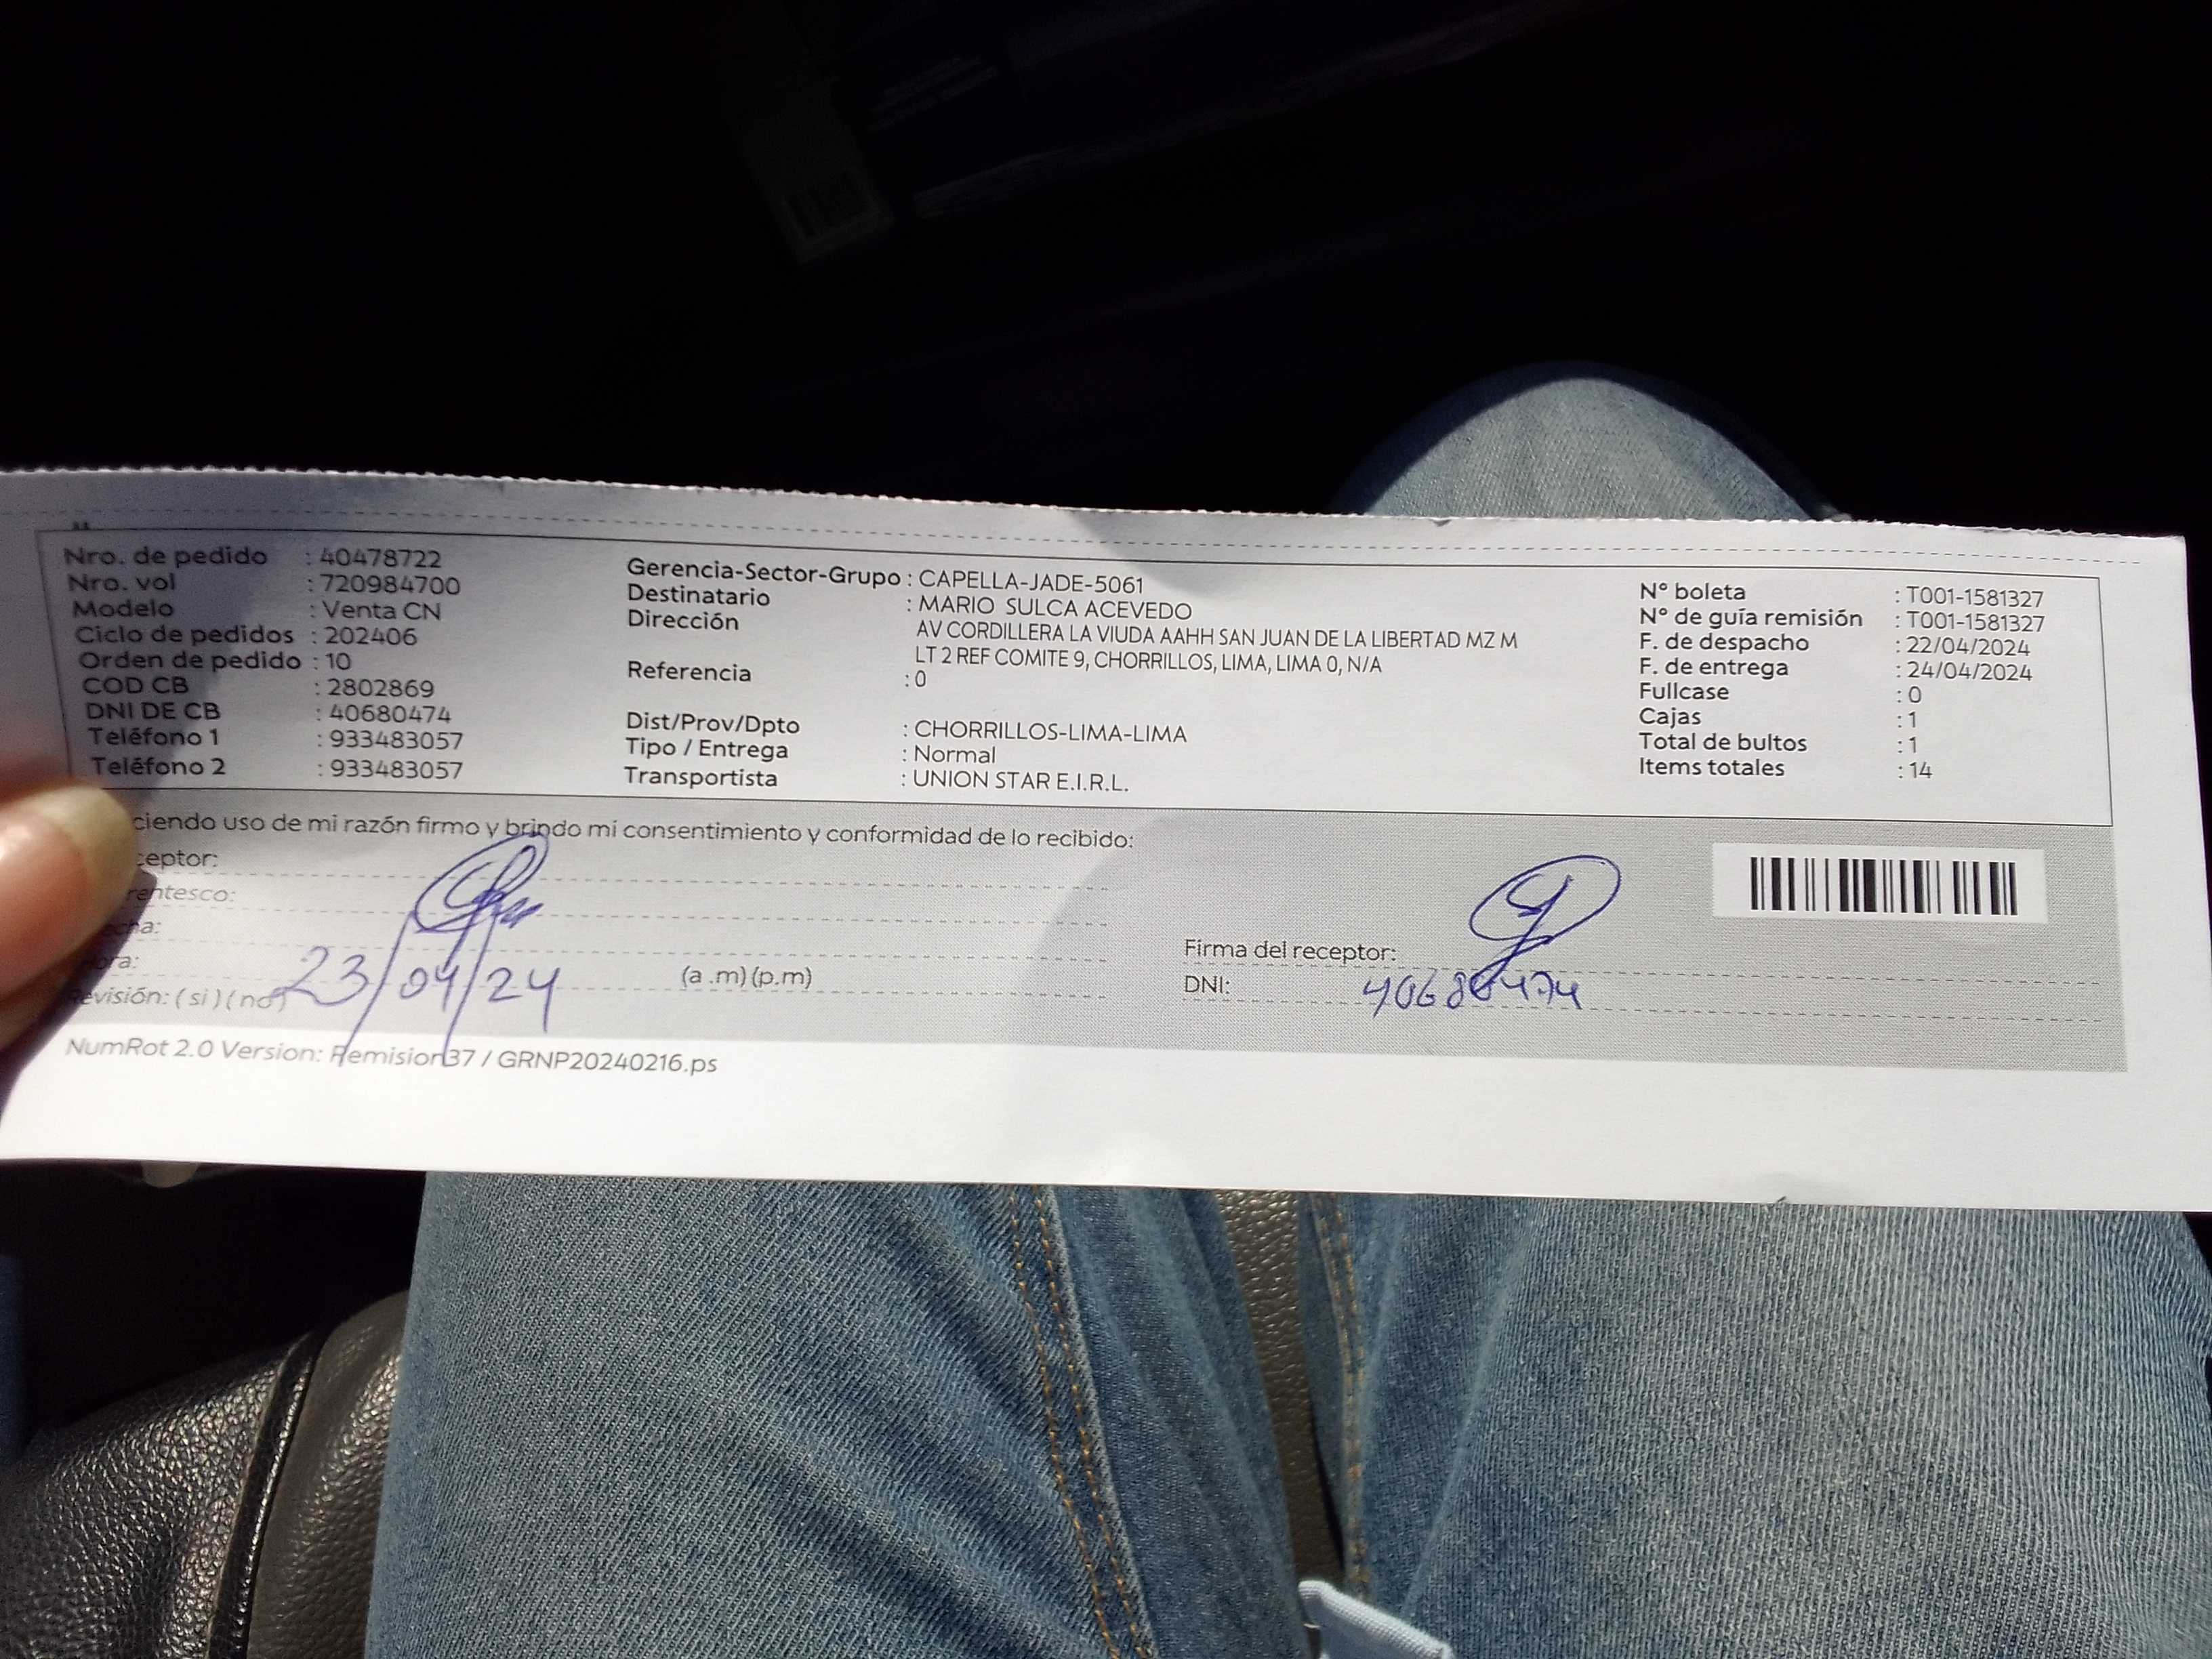 Nro. de pedido : 40478722
Nro. vol : 720984700
Modelo : Venta CN
Ciclo de pedidos : 202406
Orden de pedido : 10
COD CB : 2802869
DNI DE CB : 40680474
Teléfono 1 : 933483057
Teléfono 2 : 933483057
Gerencia-Sector-Grupo : CAPELLA-JADE-5061
Destinatario : MARIO SULCA ACEVEDO
Dirección AV CORDILLERA LA VIUDA AAHH SAN JUAN DE LA LIBERTAD MZ M
LT 2 REF COMITE 9, CHORRILLOS, LIMA, LIMA 0, N/A
Referencia : 0
Dist/Prov/Dpto : CHORRILLOS-LIMA-LIMA
Tipo / Entrega : Normal
Transportista : UNION STAR E.I.R.L.
N° boleta : T001-1581327
N° de guía remisión : T001-1581327
F. de despacho : 22/04/2024
F. de entrega : 24/04/2024
Fullcase : 0
Cajas : 1
Total de bultos : 1
Items totales : 14
ciendo uso de mi razón firmo y brindo mi consentimiento y conformidad de lo recibido:
ceptor:
rentesco:
cha:
ora: (a .m) (p.m)
Revisión: ( si ) ( no )
23/04/24
Firma del receptor:
DNI: 40680474
NumRot 2.0 Version: Remision37 / GRNP20240216.ps